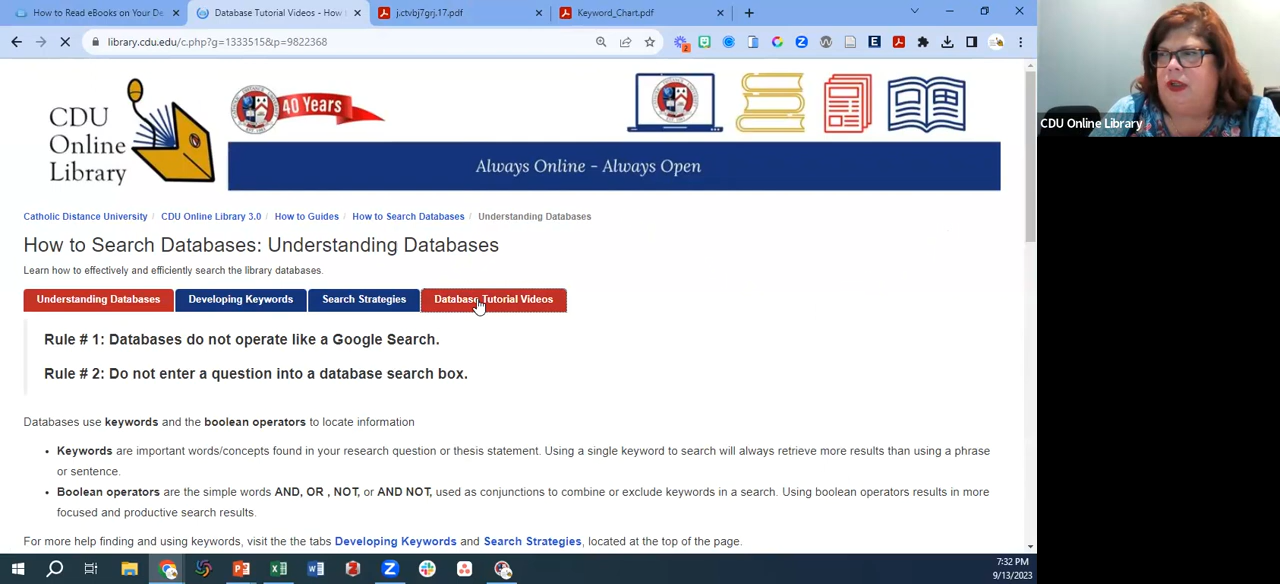 How to Read eBooks on Your De
Database Tutorial Videos - How
j.ctvbj7grj.17.pdf
Keyword_Chart.pdf
library.cdu.edu/c.php?g=1333515&p=9822368
CDU
Online
Library
40 Years
Always Online - Always Open
CDU Online Library
Catholic Distance University / CDU Online Library 3.0 / How to Guides / How to Search Databases / Understanding Databases
How to Search Databases: Understanding Databases
Learn how to effectively and efficiently search the library databases.
Understanding Databases Developing Keywords Search Strategies Database Tutorial Videos
Rule # 1: Databases do not operate like a Google Search.
Rule # 2: Do not enter a question into a database search box.
Databases use keywords and the boolean operators to locate information
• Keywords are important words/concepts found in your research question or thesis statement. Using a single keyword to search will always retrieve more results than using a phrase
or sentence.
• Boolean operators are the simple words AND, OR , NOT, or AND NOT, used as conjunctions to combine or exclude keywords in a search. Using boolean operators results in more
focused and productive search results.
For more help finding and using keywords, visit the the tabs Developing Keywords and Search Strategies, located at the top of the page.
7:32 PM
9/13/2023